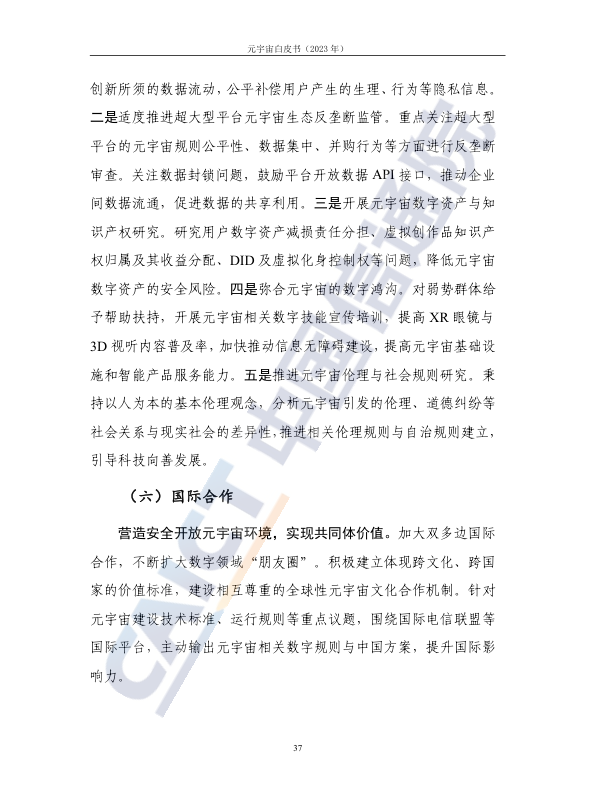 元宇宙白皮书（2023 年）
创新所须的数据流动，公平补偿用户产生的生理、行为等隐私信息。
二是适度推进超大型平台元宇宙生态反垄断监管。重点关注超大型
平台的元宇宙规则公平性、数据集中、并购行为等方面进行反垄断
审查。关注数据封锁问题，鼓励平台开放数据 API 接口，推动企业
间数据流通，促进数据的共享利用。三是开展元宇宙数字资产与知
识产权研究。研究用户数字资产减损责任分担、虚拟创作品知识产
权归属及其收益分配、DID 及虚拟化身控制权等问题，降低元宇宙
数字资产的安全风险。四是弥合元宇宙的数字鸿沟。对弱势群体给
予帮助扶持，开展元宇宙相关数字技能宣传培训，提高 XR 眼镜与
3D 视听内容普及率，加快推动信息无障碍建设，提高元宇宙基础设
施和智能产品服务能力。五是推进元宇宙伦理与社会规则研究。秉
持以人为本的基本伦理观念，分析元宇宙引发的伦理、道德纠纷等
社会关系与现实社会的差异性，推进相关伦理规则与自治规则建立，
引导科技向善发展。
（六）国际合作
营造安全开放元宇宙环境，实现共同体价值。加大双多边国际
合作，不断扩大数字领域“朋友圈”。积极建立体现跨文化、跨国
家的价值标准，建设相互尊重的全球性元宇宙文化合作机制。针对
元宇宙建设技术标准、运行规则等重点议题，围绕国际电信联盟等
国际平台，主动输出元宇宙相关数字规则与中国方案，提升国际影
响力。
37
CAICT 中国信通院